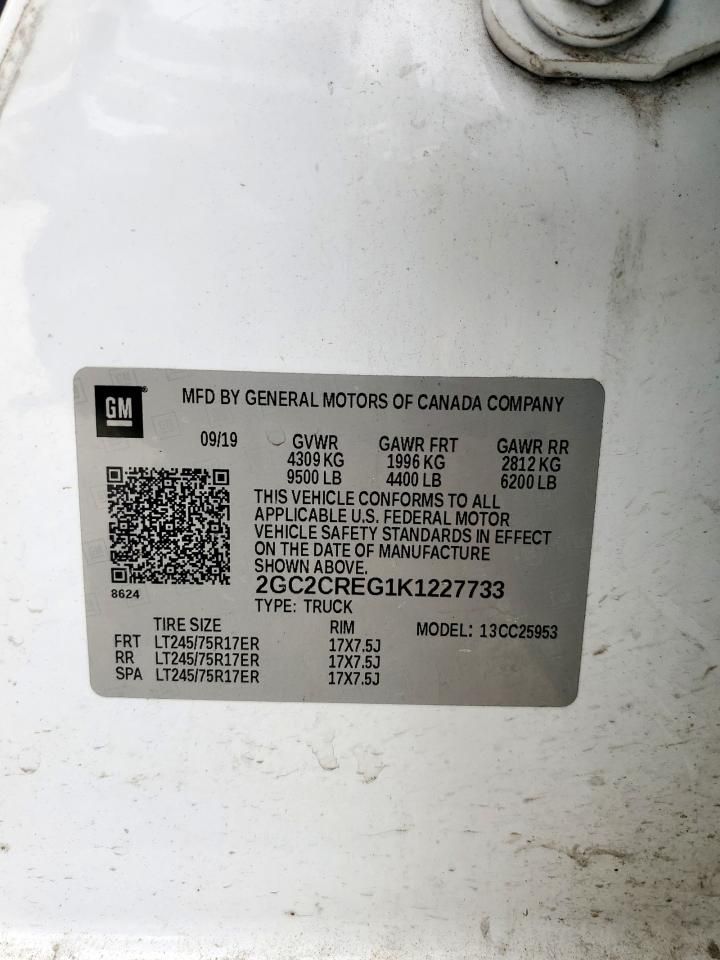 GM
MFD BY GENERAL MOTORS OF CANADA COMPANY
09/19 GVWR GAWR FRT GAWR RR
4309 KG 1996 KG 2812 KG
9500 LB 4400 LB 6200 LB
THIS VEHICLE CONFORMS TO ALL
APPLICABLE U.S. FEDERAL MOTOR
VEHICLE SAFETY STANDARDS IN EFFECT
ON THE DATE OF MANUFACTURE
SHOWN ABOVE.
8624
2GC2CREG1K1227733
TYPE: TRUCK
TIRE SIZE RIM MODEL: 13CC25953
FRT LT245/75R17ER 17X7.5J
RR LT245/75R17ER 17X7.5J
SPA LT245/75R17ER 17X7.5J